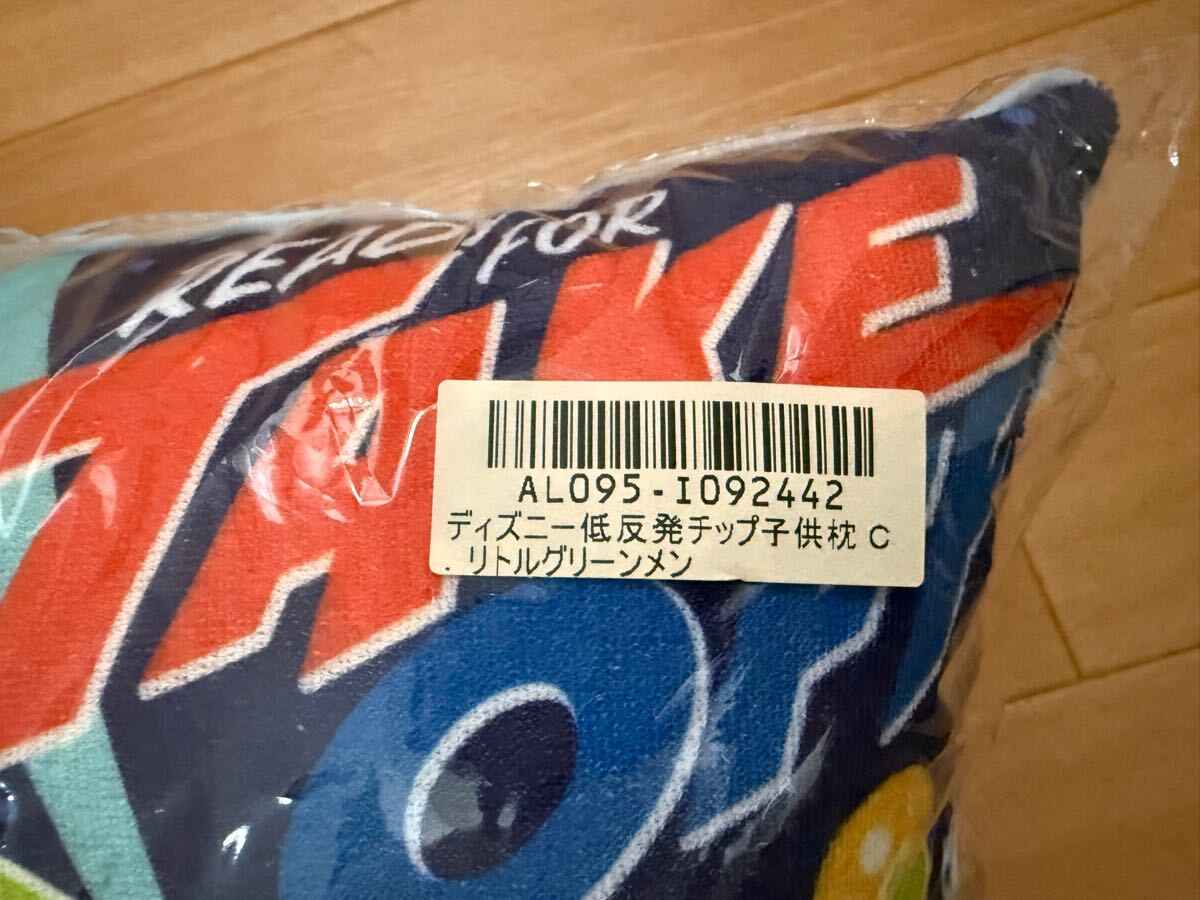 READY FOR
TAKE
AL095-I092442
ディズニー低反発チップ子供枕 C
. リトルグリーンメン